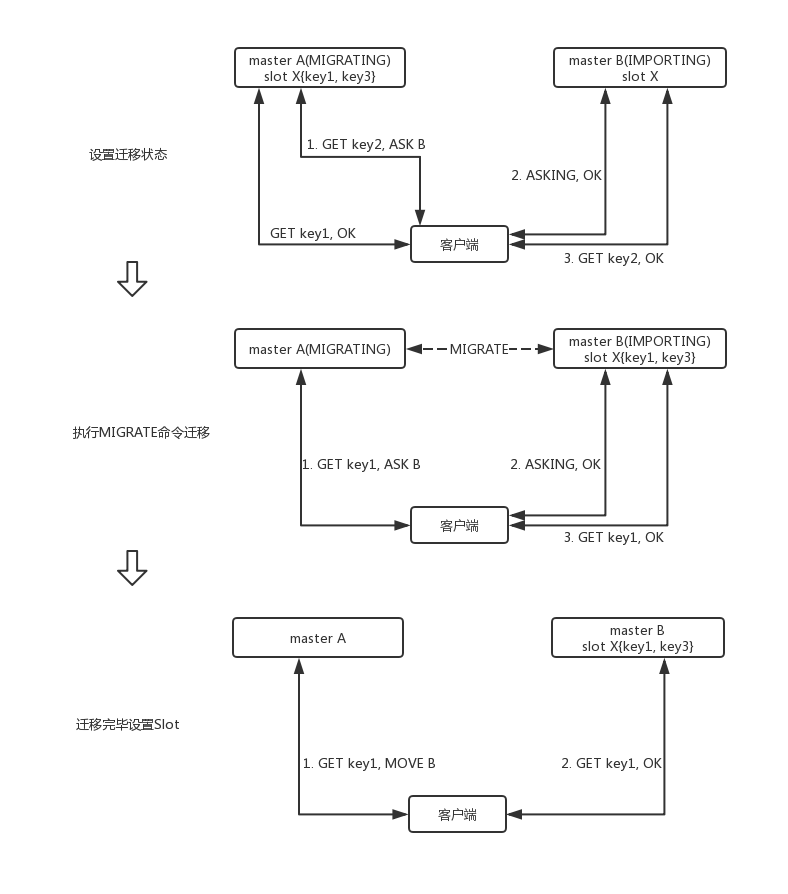 master A(MIGRATING)
slot X{key1, key3}
master B(IMPORTING)
slot X
设置迁移状态
1. GET key2, ASK B
2. ASKING, OK
GET key1, OK
客户端
3. GET key2, OK
master A(MIGRATING)
MIGRATE
master B(IMPORTING)
slot X{key1, key3}
执行MIGRATE命令迁移
1. GET key1, ASK B
2. ASKING, OK
客户端
3. GET key1, OK
master A
master B
slot X{key1, key3}
迁移完毕设置Slot
1. GET key1, MOVE B
2. GET key1, OK
客户端